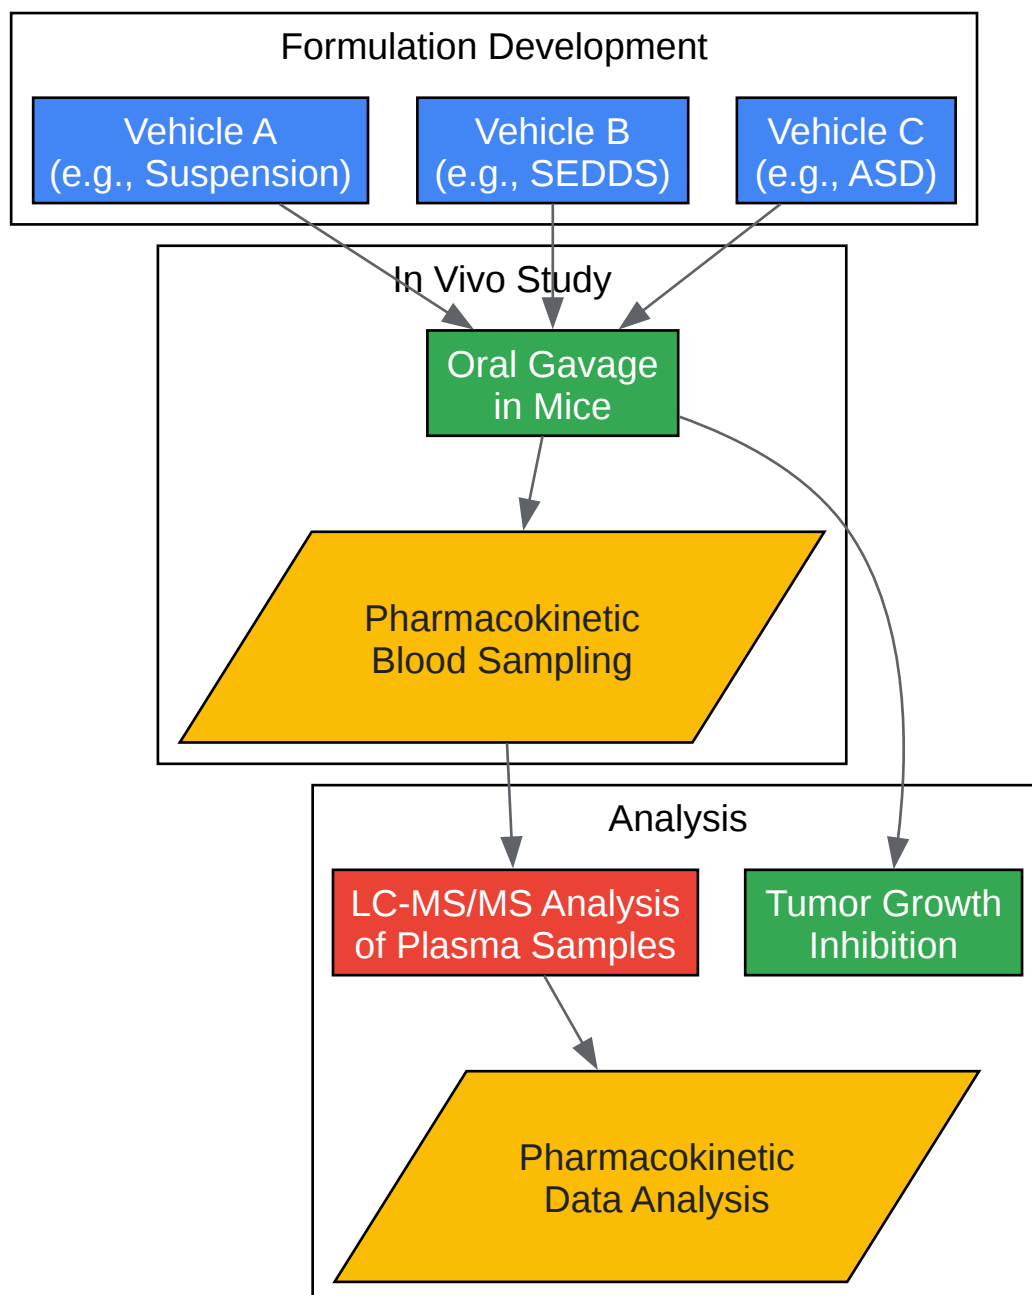 Formulation Development
Vehicle A
(e.g., Suspension)
Vehicle B
(e.g., SEDDS)
Vehicle C
(e.g., ASD)
In Vivo Study
Oral Gavage
in Mice
Pharmacokinetic
Blood Sampling
Analysis
LC-MS/MS Analysis
of Plasma Samples
Tumor Growth
Inhibition
Pharmacokinetic
Data Analysis